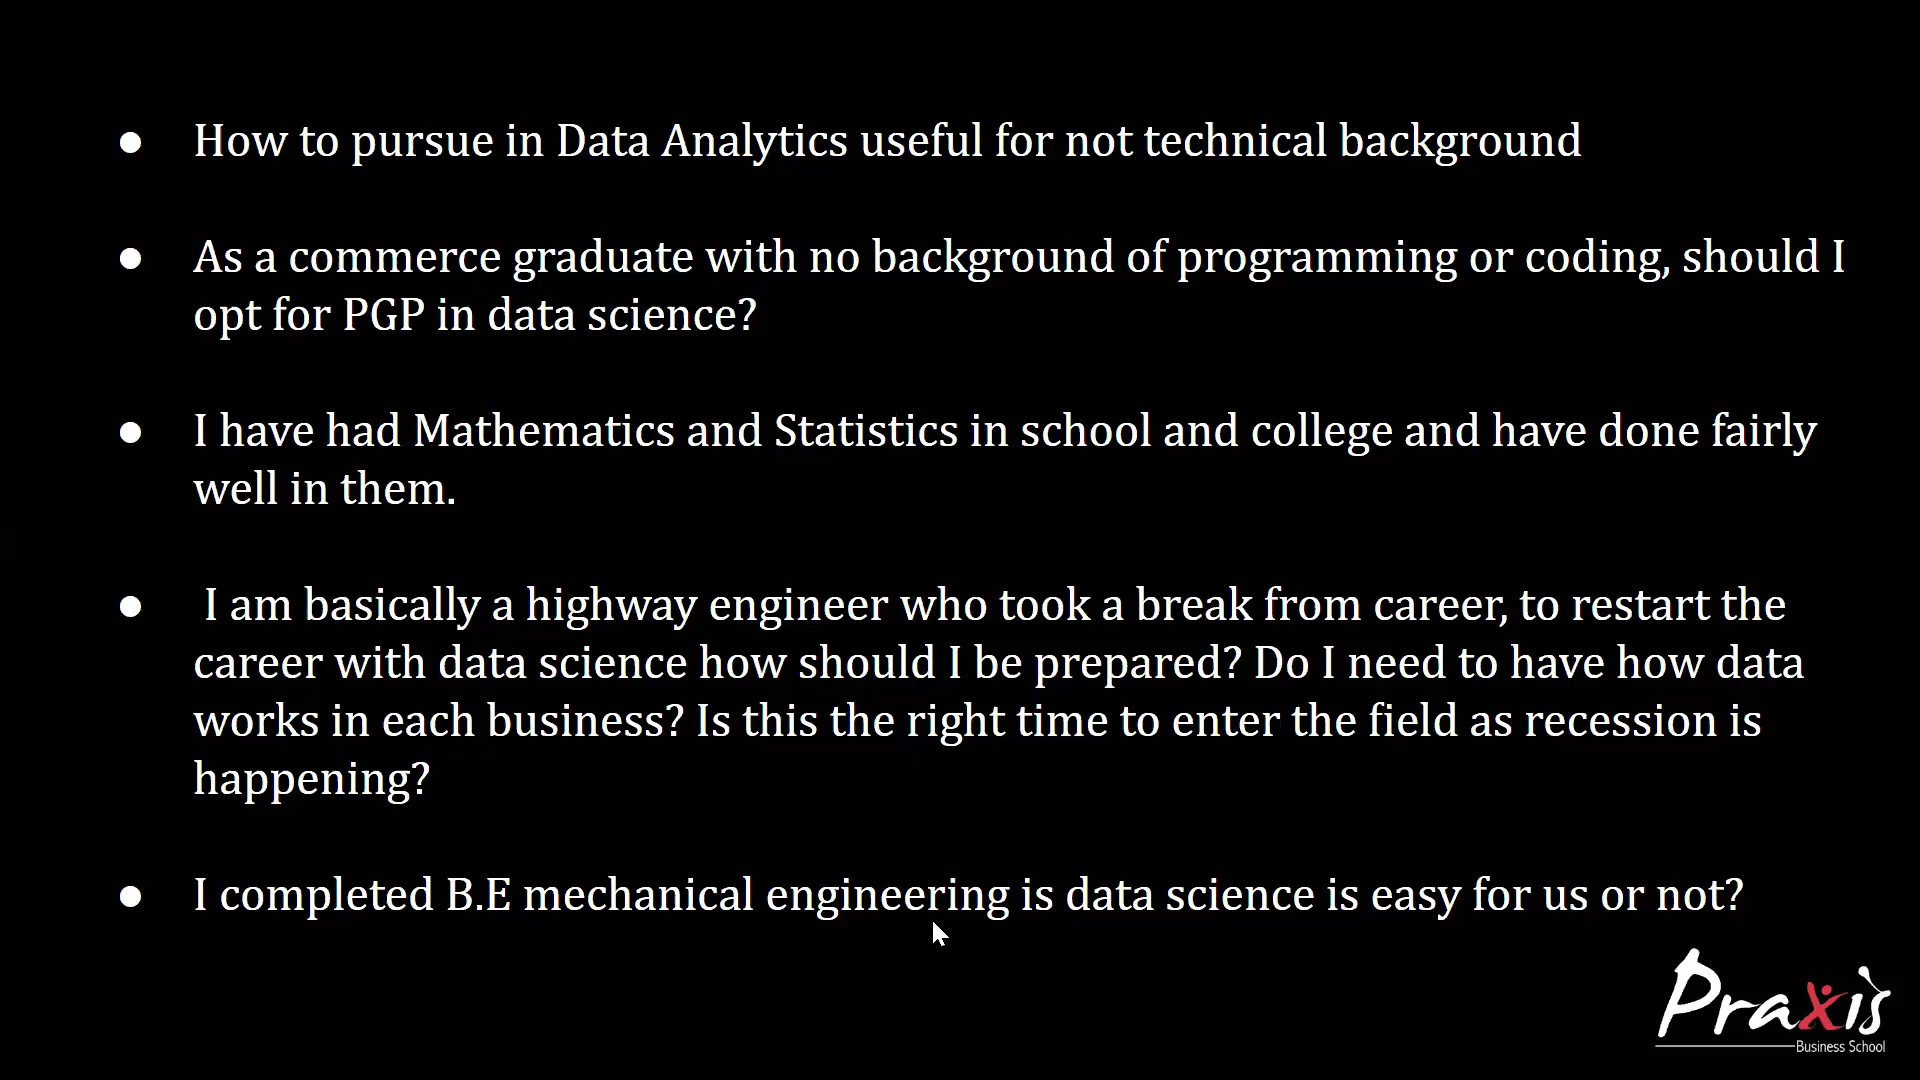 ● How to pursue in Data Analytics useful for not technical background
● As a commerce graduate with no background of programming or coding, should I
opt for PGP in data science?
● I have had Mathematics and Statistics in school and college and have done fairly
well in them.
● I am basically a highway engineer who took a break from career, to restart the
career with data science how should I be prepared? Do I need to have how data
works in each business? Is this the right time to enter the field as recession is
happening?
● I completed B.E mechanical engineering is data science is easy for us or not?
Praxis
Business School